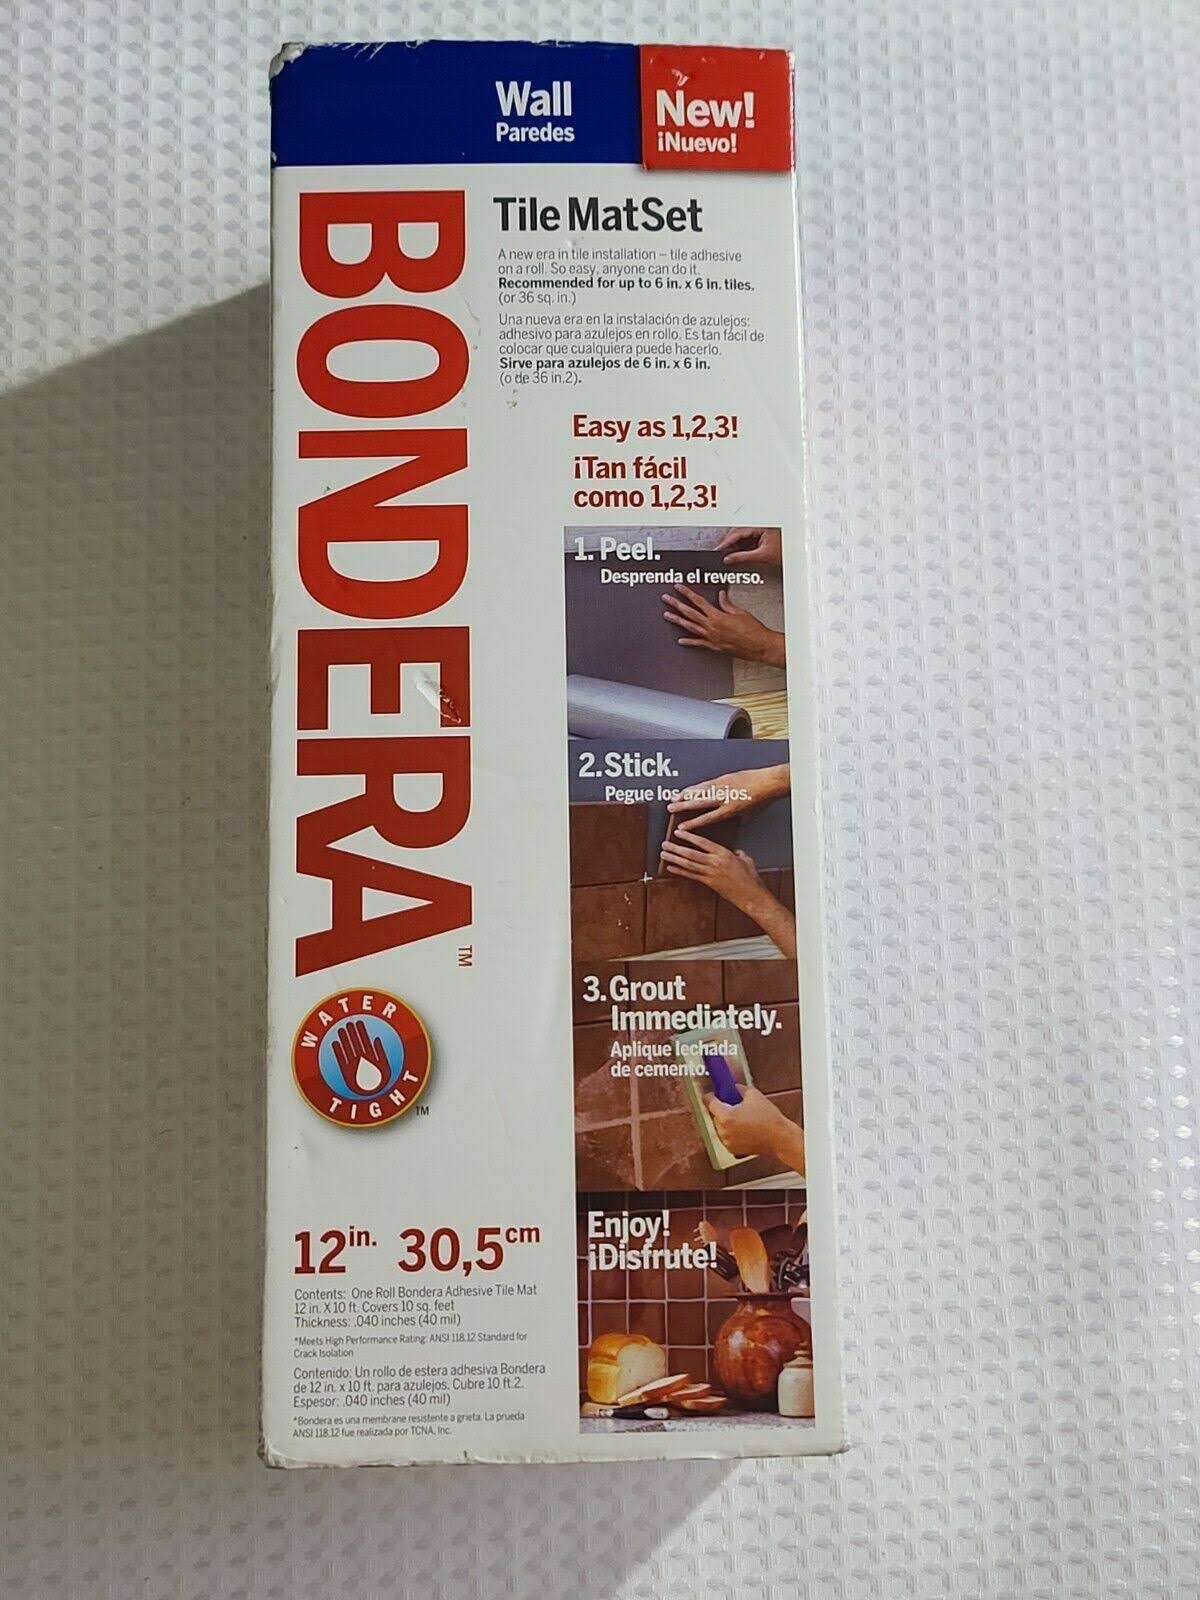 Wall
Paredes
New!
¡Nuevo!
BONDERA™
Tile MatSet
A new era in tile installation – tile adhesive
on a roll. So easy, anyone can do it.
Recommended for up to 6 in. x 6 in. tiles.
(or 36 sq. in.)
Una nueva era en la instalación de azulejos:
adhesivo para azulejos en rollo. Es tan fácil de
colocar que cualquiera puede hacerlo.
Sirve para azulejos de 6 in. x 6 in.
(o de 36 in.2).
Easy as 1,2,3!
¡Tan fácil
como 1,2,3!
1. Peel.
Desprenda el reverso.
2. Stick.
Pegue los azulejos.
3. Grout
Immediately.
Aplique lechada
de cemento.
Enjoy!
¡Disfrute!
WATER
TIGHT
TM
12in. 30,5cm
Contents: One Roll Bondera Adhesive Tile Mat
12 in. X 10 ft. Covers 10 sq. feet
Thickness: .040 inches (40 mil)
*Meets High Performance Rating: ANSI 118.12 Standard for
Crack Isolation
Contenido: Un rollo de estera adhesiva Bondera
de 12 in. x 10 ft. para azulejos. Cubre 10 ft.2.
Espesor: .040 inches (40 mil)
*Bondera es una membrane resistente a grieta. La prueda
ANSI 118.12 fue realizada por TCNA, Inc.